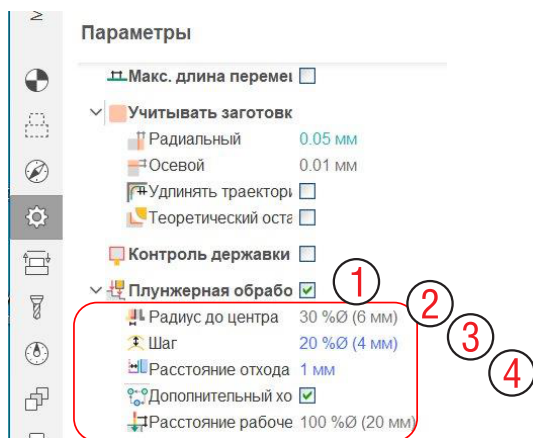 Параметры
Макс. длина перемец
Учитывать заготовк
Радиальный 0.05 мм
Осевой 0.01 мм
Удлинять траектори
Теоретический оста
Контроль державки
Плунжерная обрабо 1
Радиус до центра 30 %Ø (6 мм) 2
Шаг 20 %Ø (4 мм) 3
Расстояние отхода 1 мм 4
Дополнительный хо
Расстояние рабоче 100 %Ø (20 мм)